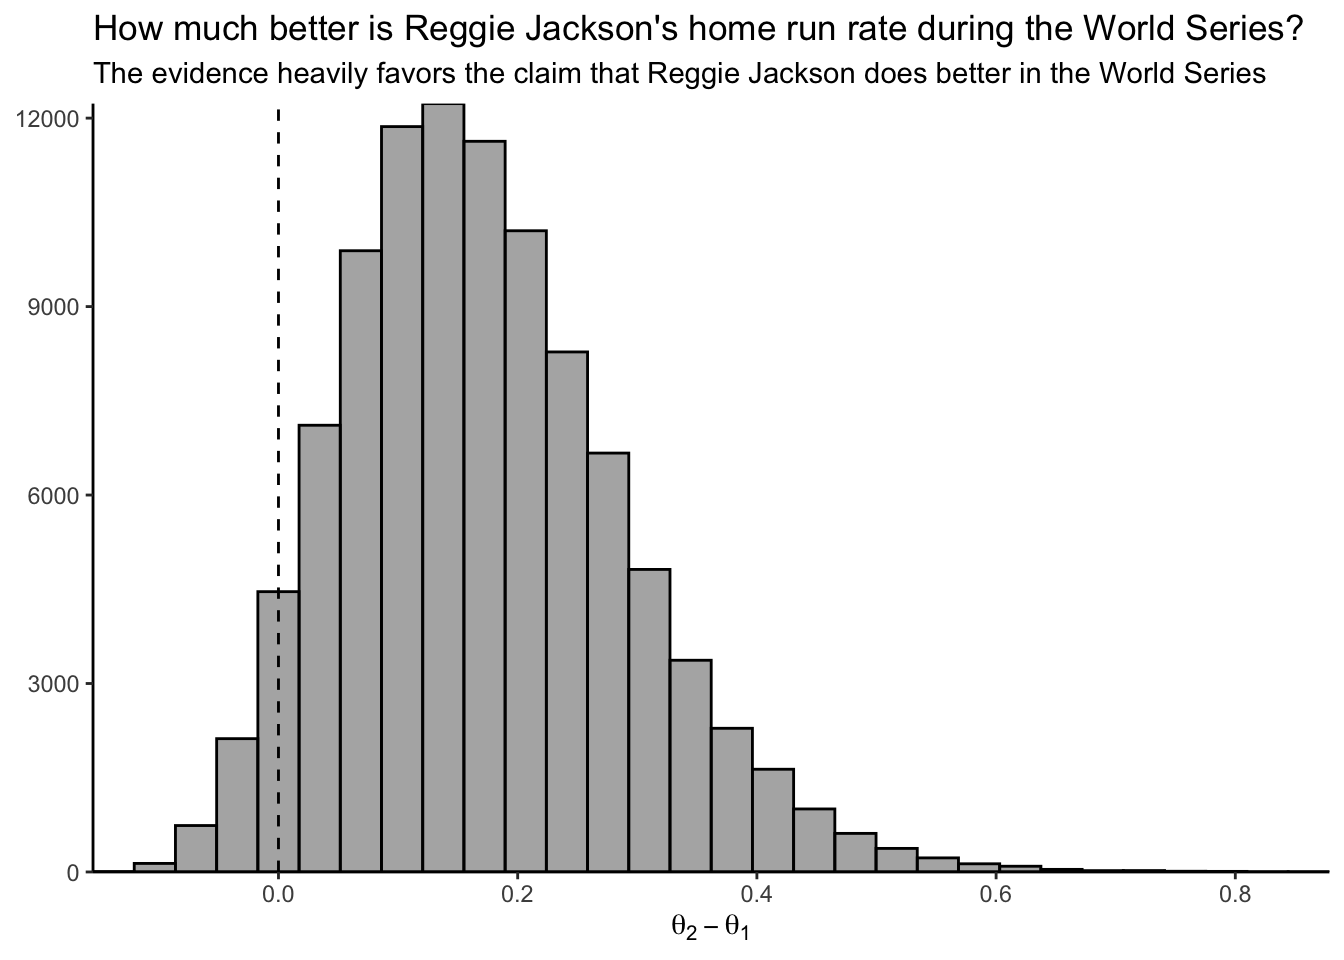 How much better is Reggie Jackson's home run rate during the World Series?
The evidence heavily favors the claim that Reggie Jackson does better in the World Series
12000
9000
6000
3000
0
0.0 0.2 0.4 0.6 0.8
θ₂ – θ₁